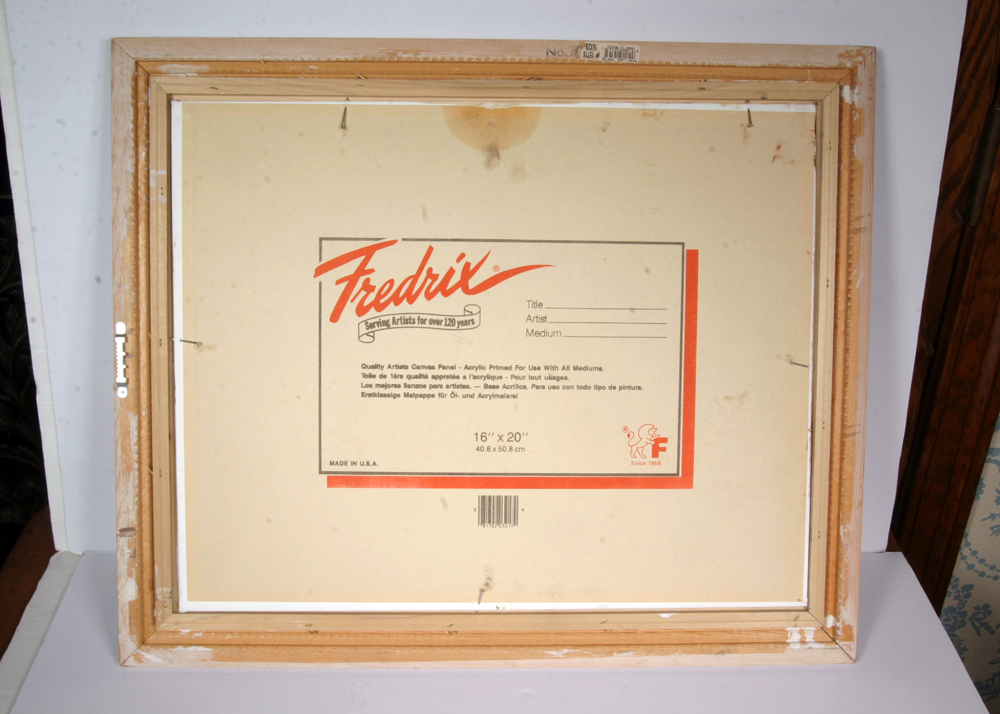 No.
Fredrix®
Serving Artists for over 120 years
Title
Artist
Medium
Quality Artists Canvas Panel - Acrylic Primed For Use With All Mediums.
Toile de 1ère qualité appretée a l'acrylique - Pour tout usages.
Los mejores lienzos para artistas. — Base Acrílica. Para uso con todo tipo de pintura.
Erstklassige Malpappe für Öl- und Acrylmalerei
16" x 20"
40.6 x 50.8 cm
® F
Since 1868
MADE IN U.S.A.